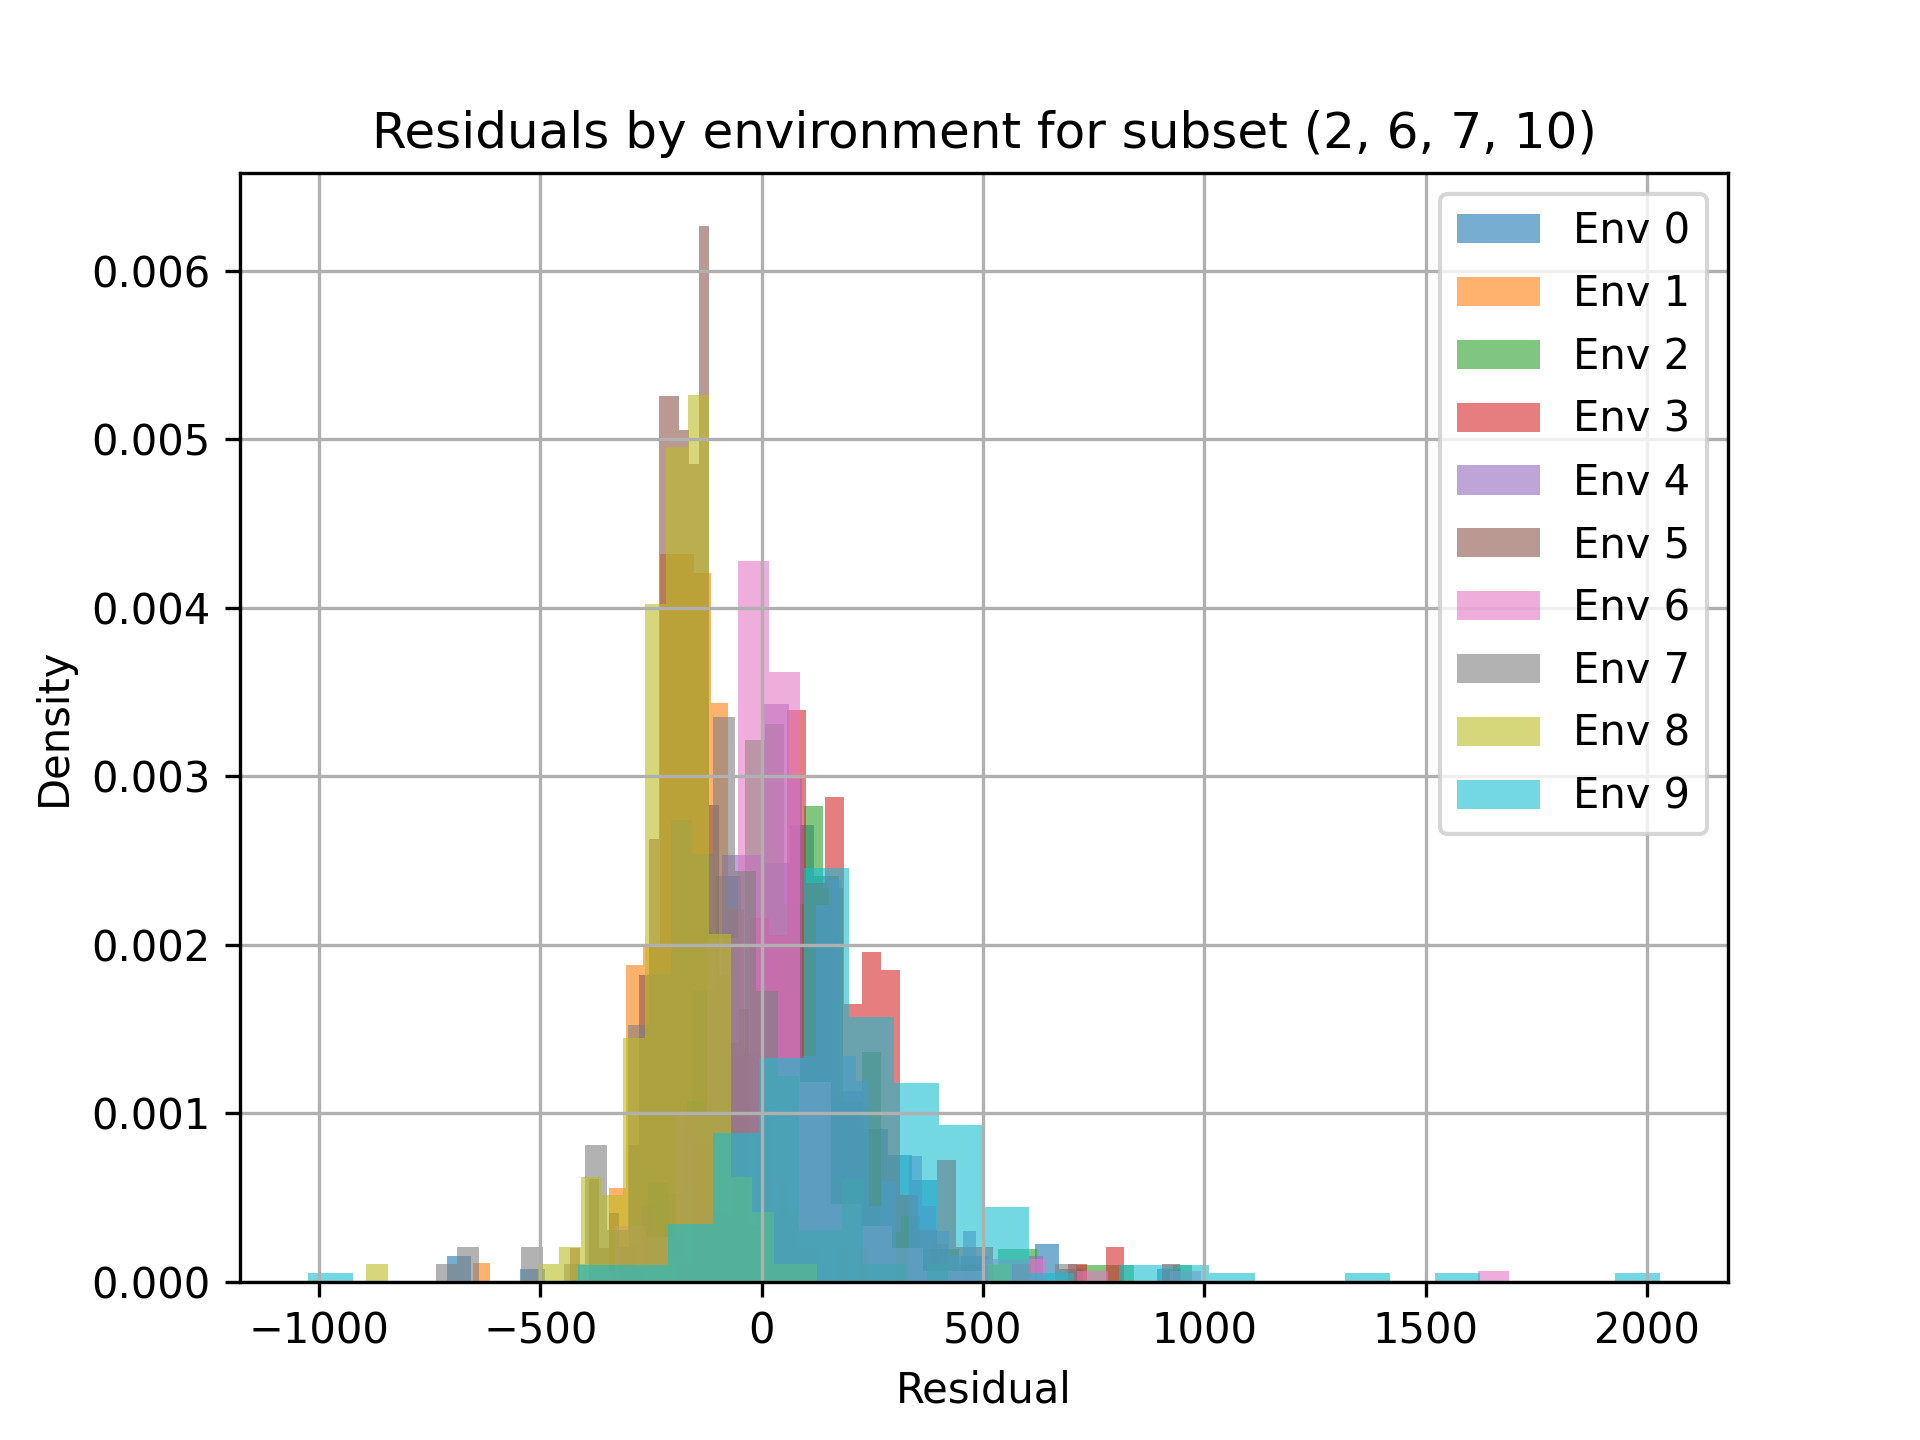 Residuals by environment for subset (2, 6, 7, 10)
Env 0
Env 1
Env 2
Env 3
Env 4
Env 5
Env 6
Env 7
Env 8
Env 9
0.006
0.005
0.004
0.003
0.002
0.001
0.000
Density
−1000 −500 0 500 1000 1500 2000
Residual